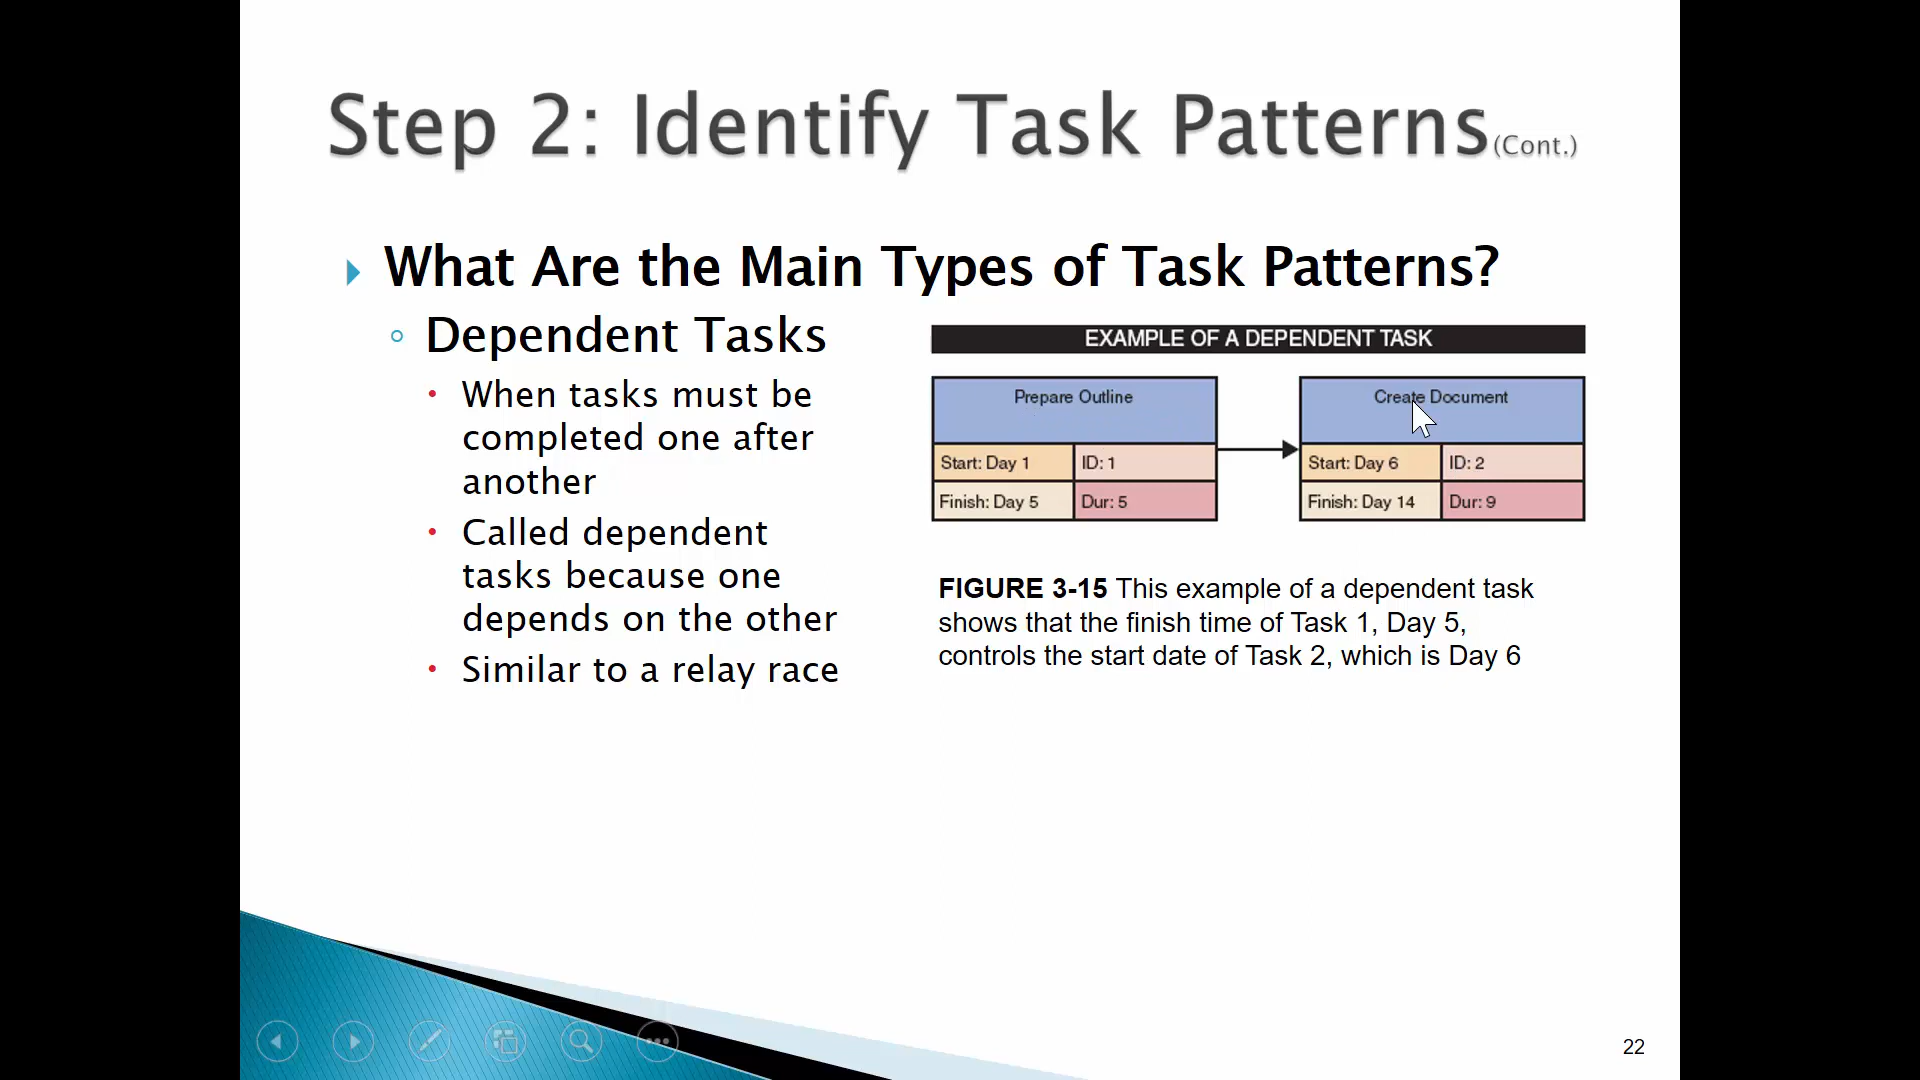 Step 2: Identify Task Patterns(Cont.)
What Are the Main Types of Task Patterns?
Dependent Tasks
When tasks must be
completed one after
another
Called dependent
tasks because one
depends on the other
Similar to a relay race
EXAMPLE OF A DEPENDENT TASK
Prepare Outline
Start: Day 1 ID: 1
Finish: Day 5 Dur: 5
Create Document
Start: Day 6 ID: 2
Finish: Day 14 Dur: 9
FIGURE 3-15 This example of a dependent task
shows that the finish time of Task 1, Day 5,
controls the start date of Task 2, which is Day 6
22